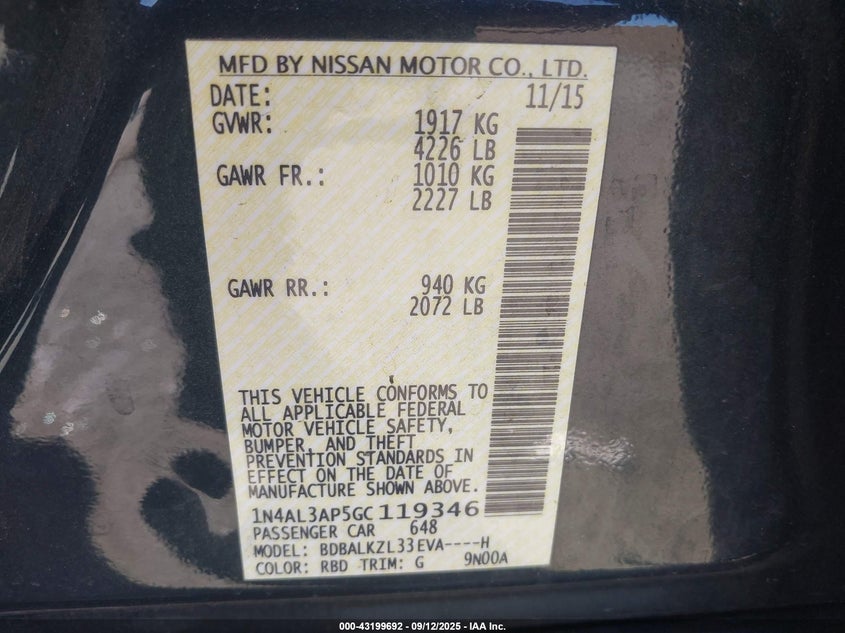 MFD BY NISSAN MOTOR CO., LTD.
DATE: 11/15
GVWR: 1917 KG
4226 LB
GAWR FR.: 1010 KG
2227 LB
GAWR RR.: 940 KG
2072 LB
THIS VEHICLE CONFORMS TO
ALL APPLICABLE FEDERAL
MOTOR VEHICLE SAFETY,
BUMPER, AND THEFT
PREVENTION STANDARDS IN
EFFECT ON THE DATE OF
MANUFACTURE SHOWN ABOVE.
1N4AL3AP5GC119346
PASSENGER CAR 648
MODEL: BDBALKZL33EVA----H
COLOR: RBD TRIM: G 9N00A
000-43199692 - 09/12/2025 - IAA Inc.